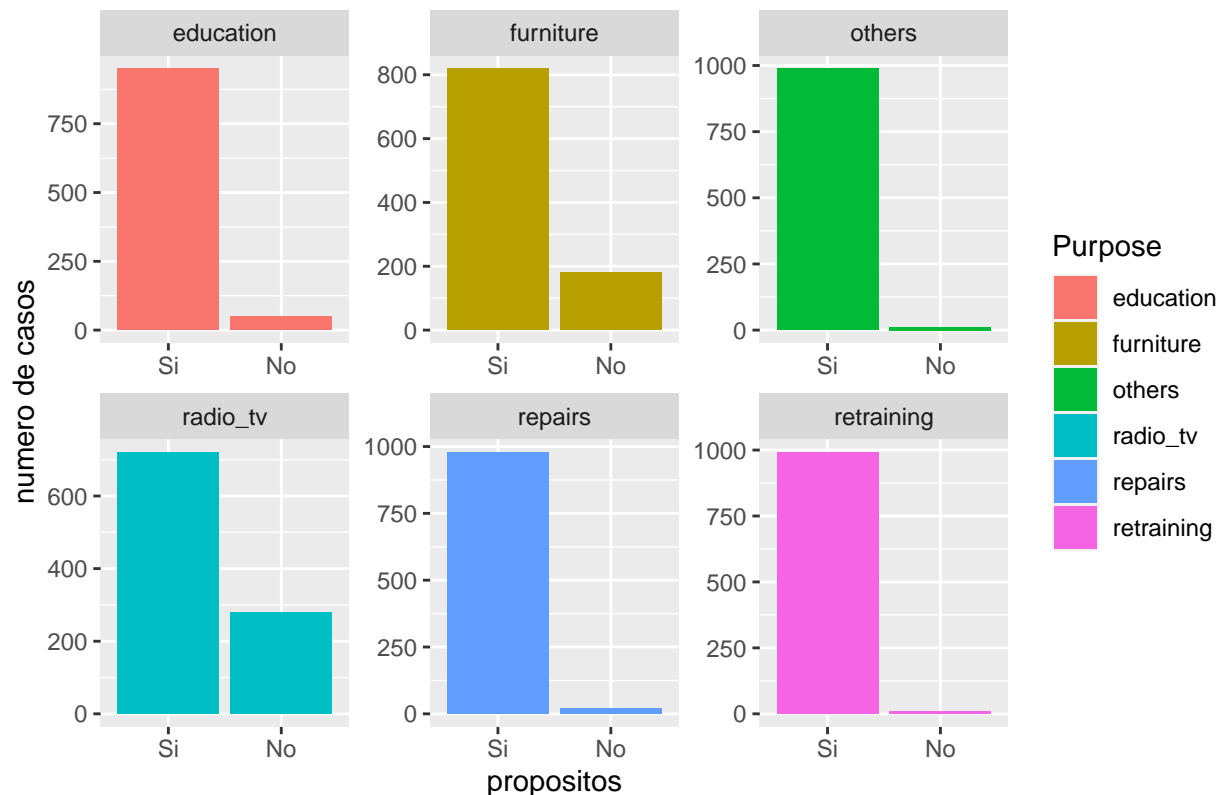 education
furniture
others
numero de casos
750
500
250
0
800
600
400
200
0
1000
750
500
250
0
Si No
Si No
Si No
radio_tv
repairs
retraining
600
400
200
0
1000
750
500
250
0
1000
750
500
250
0
Si No
Si No
Si No
propositos
Purpose
education
furniture
others
radio_tv
repairs
retraining